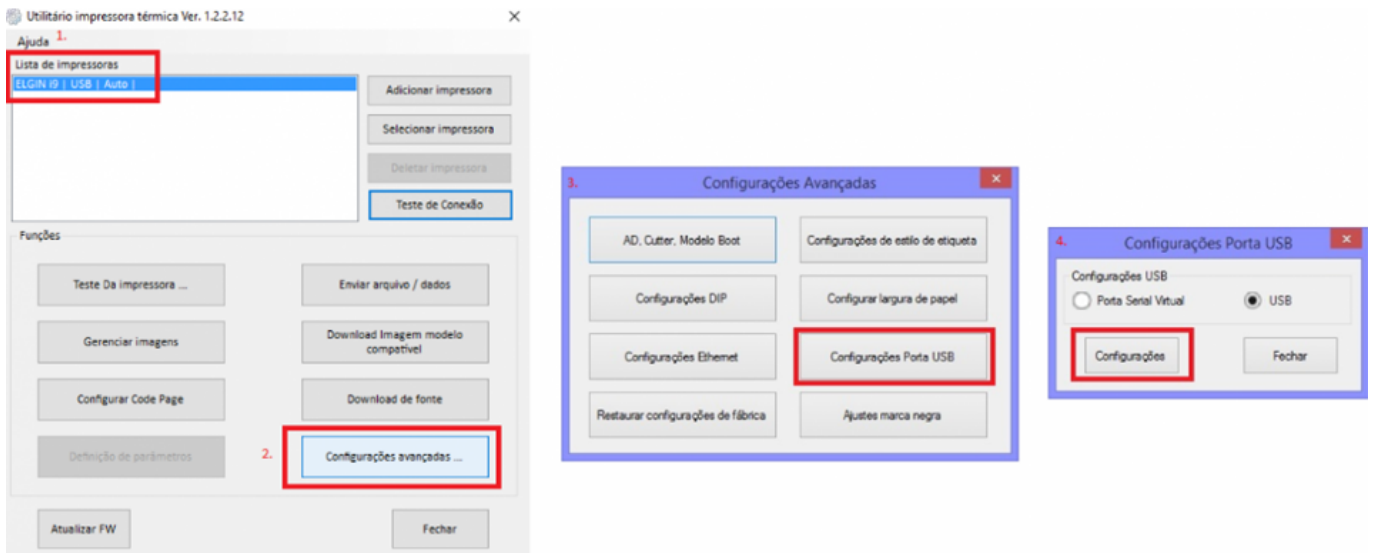 Utilitário impressora térmica Ver. 1.2.2.12
Ajuda
1.
Lista de impressoras
ELGIN i9 | USB | Auto |
Adicionar impressora
Selecionar impressora
Deletar impressora
Teste de Conexão
Funções
Teste Da impressora ...
Enviar arquivo / dados
Gerenciar imagens
Download Imagem modelo
compatível
Configurar Code Page
Download de fonte
Definição de parâmetros
2.
Configurações avançadas ...
Atualizar FW
Fechar
3.
Configurações Avançadas
AD, Cutter, Modelo Boot
Configurações de estilo de etiqueta
Configurações DIP
Configurar largura de papel
Configurações Ethernet
Configurações Porta USB
Restaurar configurações de fábrica
Ajustes marca negra
4.
Configurações Porta USB
Configurações USB
Porta Serial Virtual
USB
Configurações
Fechar